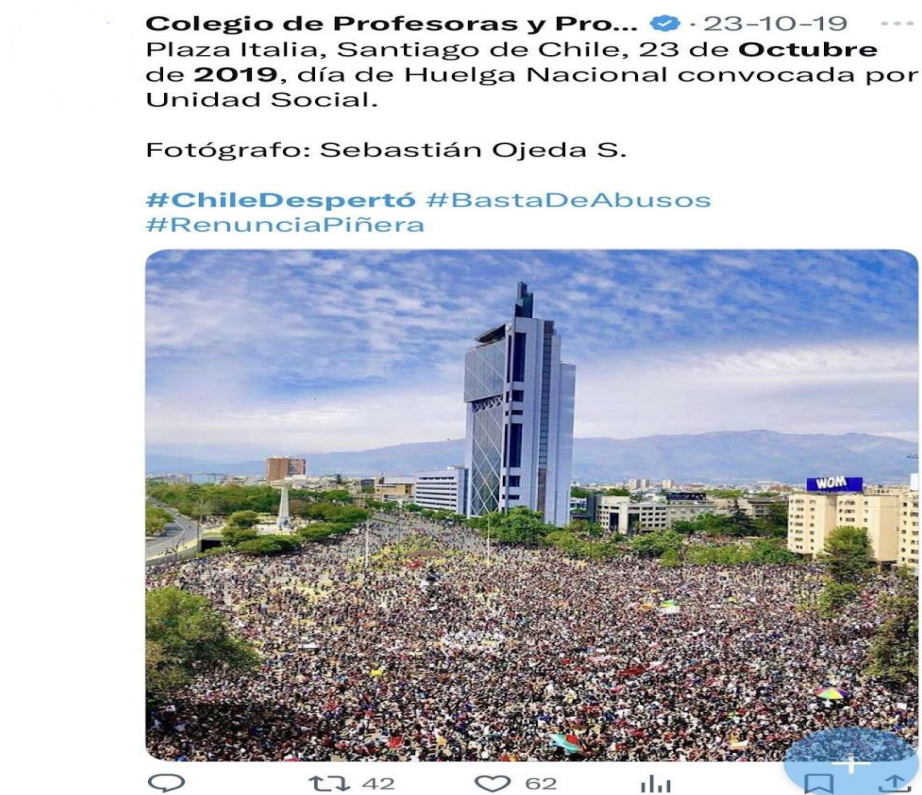 Colegio de Profesoras y Pro... · 23-10-19
Plaza Italia, Santiago de Chile, 23 de Octubre
de 2019, día de Huelga Nacional convocada por
Unidad Social.
Fotógrafo: Sebastián Ojeda S.
#ChileDespertó #BastaDeAbusos
#RenunciaPiñera
WOM
42 62